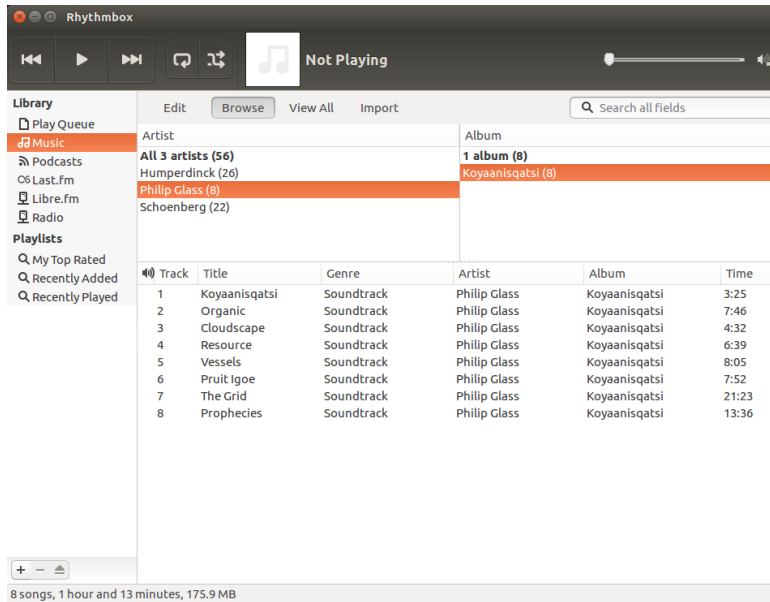 Rhythmbox
Not Playing
Library
Play Queue
Music
Podcasts
Last.fm
Libre.fm
Radio
Playlists
My Top Rated
Recently Added
Recently Played
Edit Browse View All Import Search all fields
Artist Album
All 3 artists (56) 1 album (8)
Humperdinck (26) Koyaanisqatsi (8)
Philip Glass (8)
Schoenberg (22)
Track Title Genre Artist Album Time
1 Koyaanisqatsi Soundtrack Philip Glass Koyaanisqatsi 3:25
2 Organic Soundtrack Philip Glass Koyaanisqatsi 7:46
3 Cloudscape Soundtrack Philip Glass Koyaanisqatsi 4:32
4 Resource Soundtrack Philip Glass Koyaanisqatsi 6:39
5 Vessels Soundtrack Philip Glass Koyaanisqatsi 8:05
6 Pruit Igoe Soundtrack Philip Glass Koyaanisqatsi 7:52
7 The Grid Soundtrack Philip Glass Koyaanisqatsi 21:23
8 Prophecies Soundtrack Philip Glass Koyaanisqatsi 13:36
8 songs, 1 hour and 13 minutes, 175.9 MB